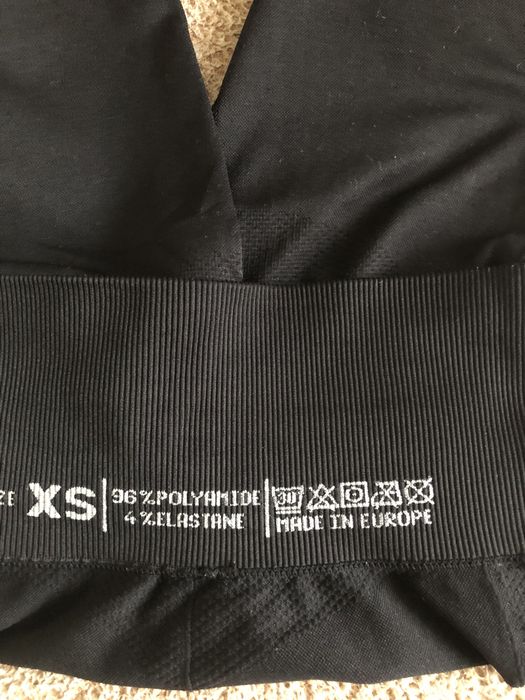 XS
96%POLYAMIDE
4%ELASTANE
30
MADE IN EUROPE